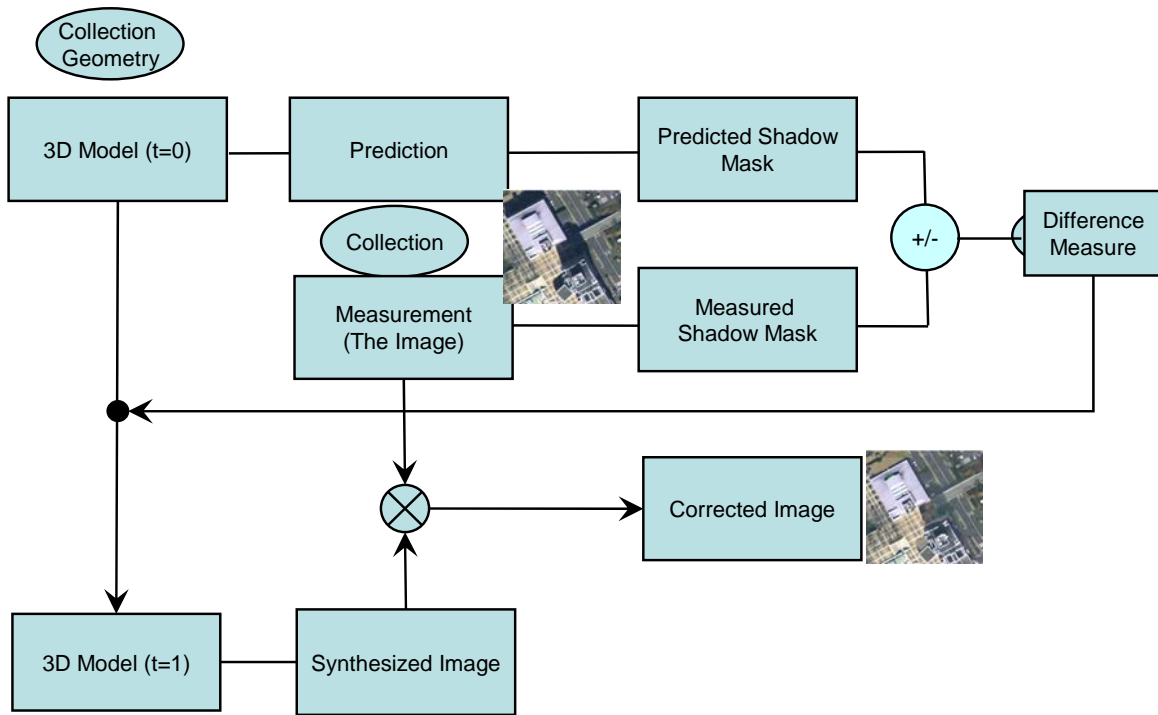 Collection
Geometry
3D Model (t=0)
Prediction
Predicted Shadow
Mask
Collection
+/-
Difference
Measure
Measurement
(The Image)
Measured
Shadow Mask
Corrected Image
3D Model (t=1)
Synthesized Image